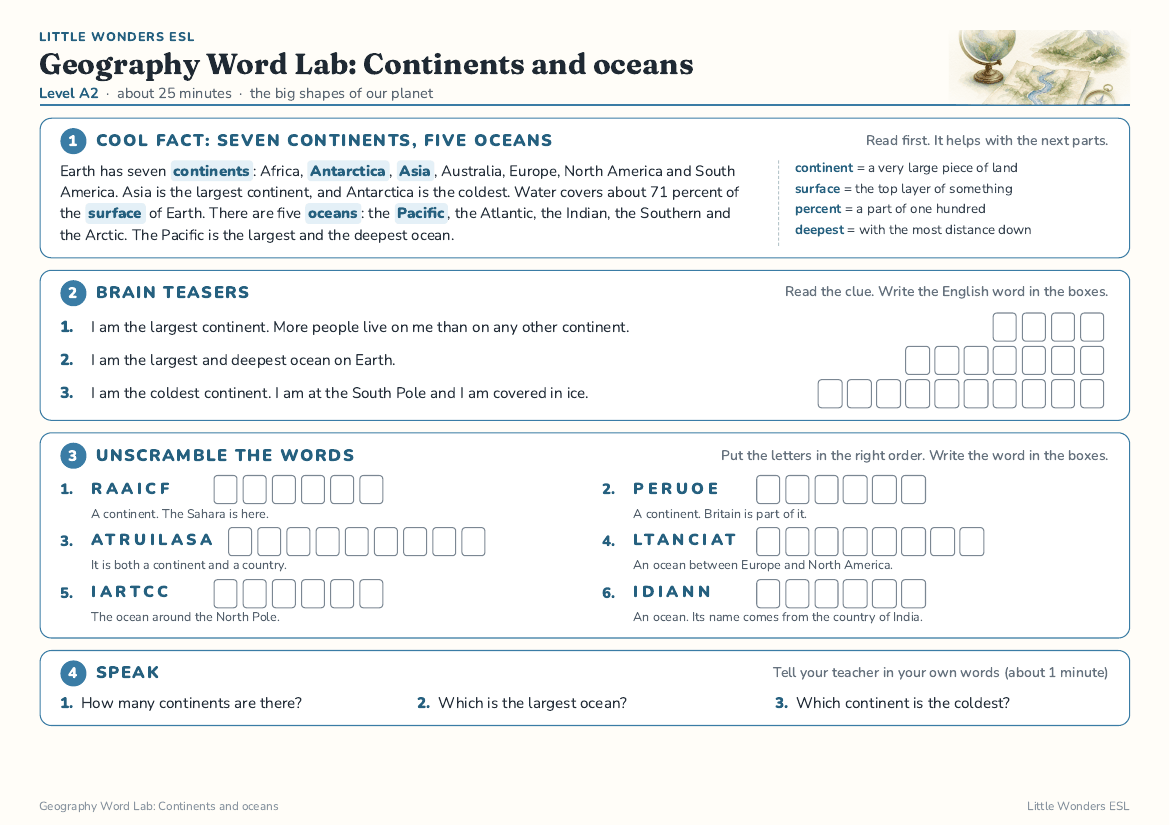 LITTLE WONDERS ESL
Geography Word Lab: Continents and oceans
Level A2 · about 25 minutes · the big shapes of our planet
1 COOL FACT: SEVEN CONTINENTS, FIVE OCEANS
Read first. It helps with the next parts.
Earth has seven continents: Africa, Antarctica, Asia, Australia, Europe, North America and South
America. Asia is the largest continent, and Antarctica is the coldest. Water covers about 71 percent of
the surface of Earth. There are five oceans: the Pacific, the Atlantic, the Indian, the Southern and
the Arctic. The Pacific is the largest and the deepest ocean.
continent = a very large piece of land
surface = the top layer of something
percent = a part of one hundred
deepest = with the most distance down
2 BRAIN TEASERS
Read the clue. Write the English word in the boxes.
1. I am the largest continent. More people live on me than on any other continent.
2. I am the largest and deepest ocean on Earth.
3. I am the coldest continent. I am at the South Pole and I am covered in ice.
3 UNSCRAMBLE THE WORDS
Put the letters in the right order. Write the word in the boxes.
1. RAAICF
A continent. The Sahara is here.
2. PERUOE
A continent. Britain is part of it.
3. ATRUILASA
It is both a continent and a country.
4. LTANCIAT
An ocean between Europe and North America.
5. IARTCC
The ocean around the North Pole.
6. IDIANN
An ocean. Its name comes from the country of India.
4 SPEAK
Tell your teacher in your own words (about 1 minute)
1. How many continents are there?
2. Which is the largest ocean?
3. Which continent is the coldest?
Geography Word Lab: Continents and oceans
Little Wonders ESL